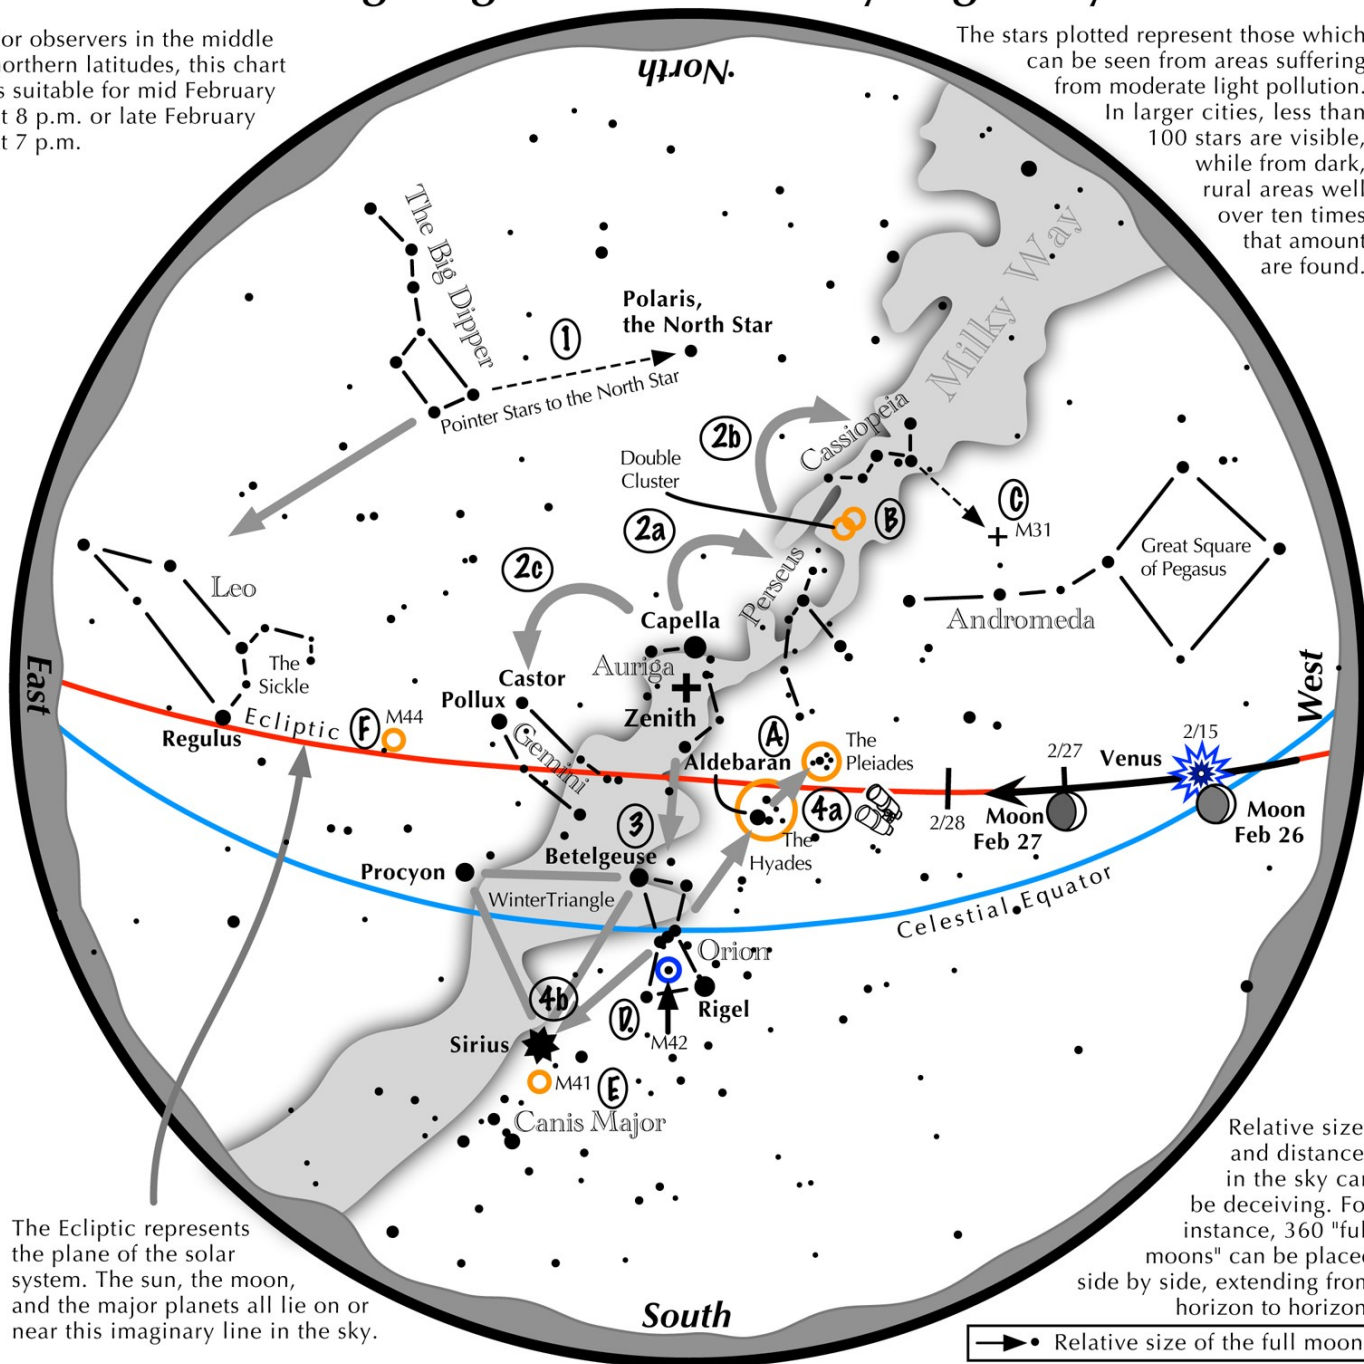 or observers in the middle
northern latitudes, this chart
s suitable for mid February
t 8 p.m. or late February
t 7 p.m.
The stars plotted represent those which
can be seen from areas suffering
from moderate light pollution.
In larger cities, less than
100 stars are visible,
while from dark,
rural areas well
over ten times
that amount
are found.
North
The Big Dipper
Milky Way
Polaris,
the North Star
1
Pointer Stars to the North Star
2b
Cassiopeia
Double
Cluster
B
C
M31
2a
2c
Great Square
of Pegasus
Leo
Perseus
Andromeda
Capella
Auriga
The
Sickle
East
West
Castor
Pollux
Zenith
Gemini
Regulus
Ecliptic
F
M44
A
Aldebaran
The
Pleiades
4a
The
Hyades
2/28
2/27
Venus
2/15
Moon
Feb 27
Moon
Feb 26
3
Betelgeuse
Procyon
WinterTriangle
Celestial Equator
Orion
Rigel
4b
D
M42
Sirius
M41
E
Canis Major
The Ecliptic represents
the plane of the solar
system. The sun, the moon,
and the major planets all lie on or
near this imaginary line in the sky.
South
Relative size
and distance
in the sky can
be deceiving. Fo
instance, 360 "ful
moons" can be placed
side by side, extending from
horizon to horizon
Relative size of the full moon